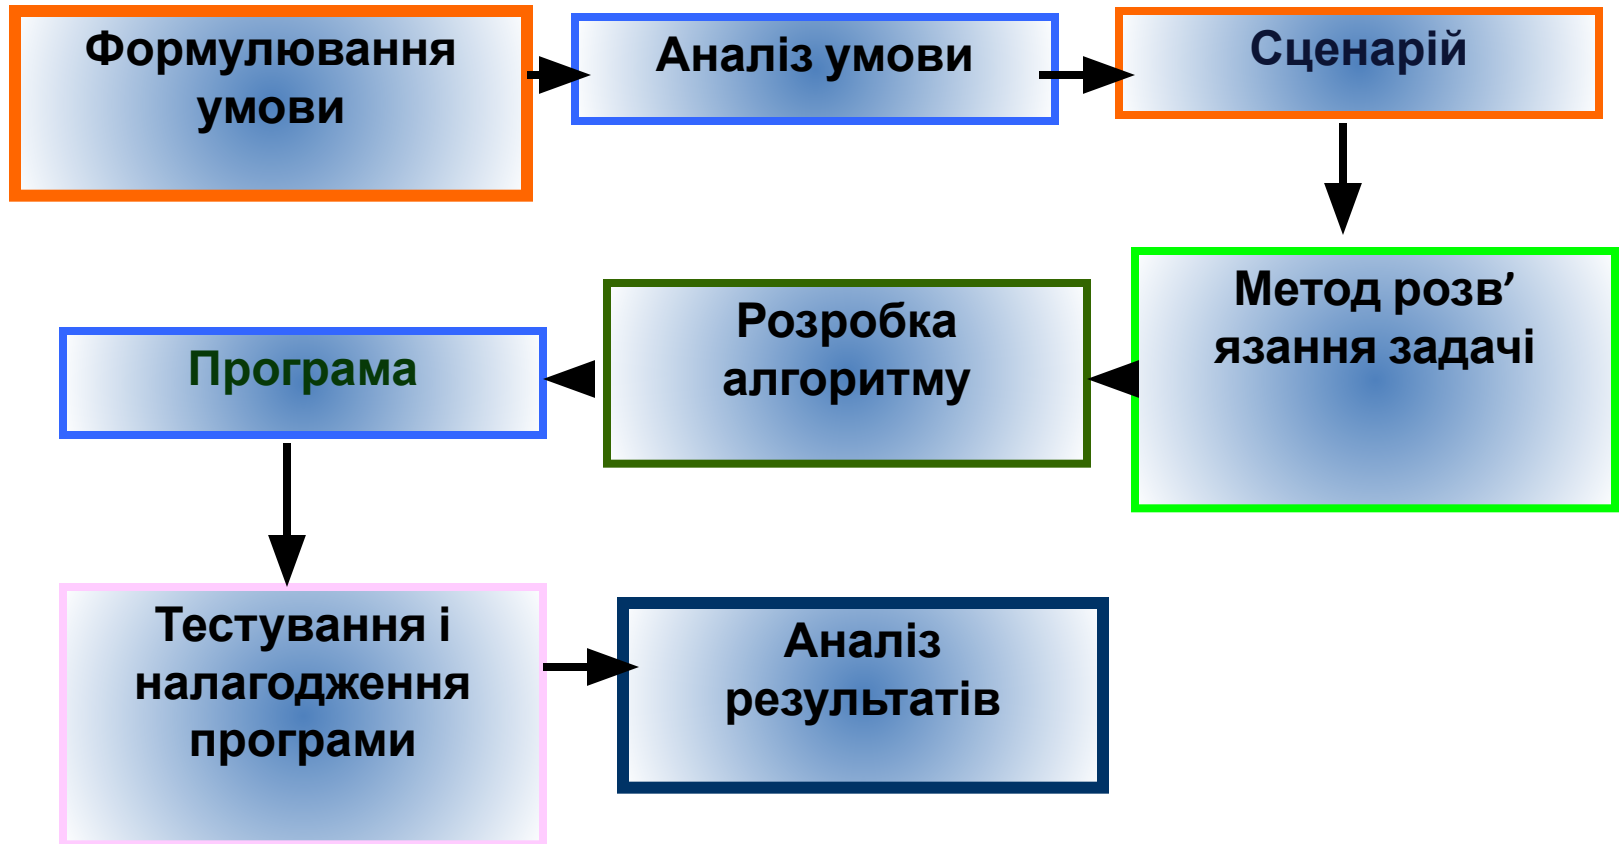 Формулювання
умови
Аналіз умови
Сценарій
Метод розв’
язання задачі
Розробка
алгоритму
Програма
Тестування і
налагодження
програми
Аналіз
результатів